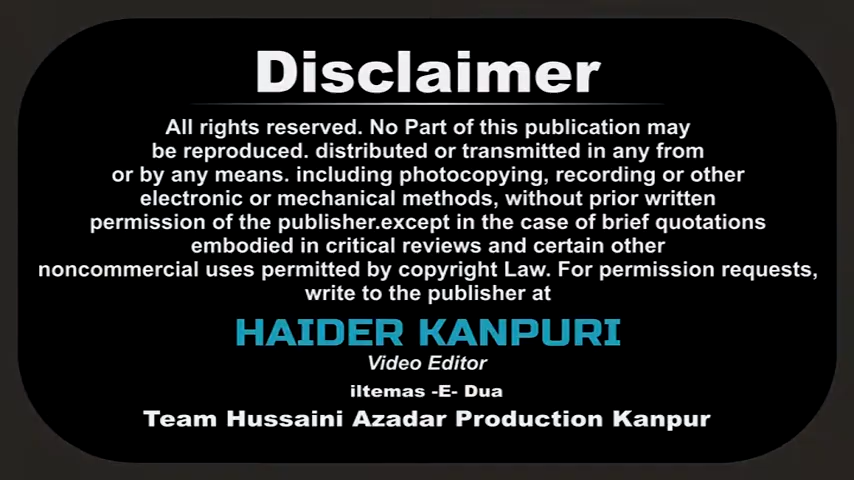 Disclaimer
All rights reserved. No Part of this publication may
be reproduced. distributed or transmitted in any from
or by any means. including photocopying, recording or other
electronic or mechanical methods, without prior written
permission of the publisher.except in the case of brief quotations
embodied in critical reviews and certain other
noncommercial uses permitted by copyright Law. For permission requests,
write to the publisher at
HAIDER KANPURI
Video Editor
iltemas -E- Dua
Team Hussaini Azadar Production Kanpur